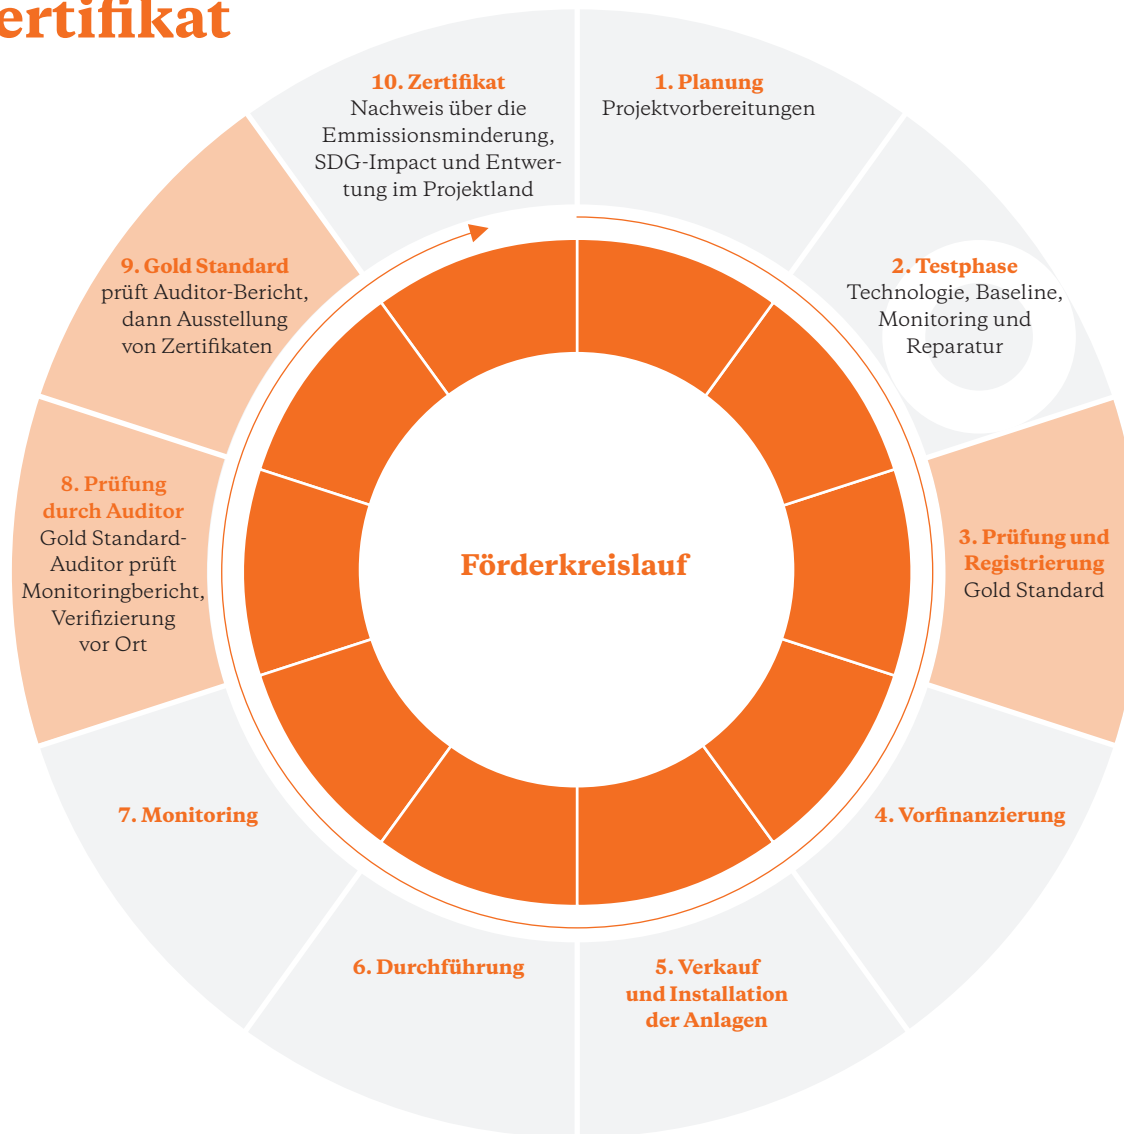 ertifikat
1. Planung
Projektvorbereitungen
2. Testphase
Technologie, Baseline,
Monitoring und
Reparatur
3. Prüfung und
Registrierung
Gold Standard
4. Vorfinanzierung
5. Verkauf
und Installation
der Anlagen
6. Durchführung
7. Monitoring
8. Prüfung
durch Auditor
Gold Standard-
Auditor prüft
Monitoringbericht,
Verifizierung
vor Ort
9. Gold Standard
prüft Auditor-Bericht,
dann Ausstellung
von Zertifikaten
10. Zertifikat
Nachweis über die
Emmissionsminderung,
SDG-Impact und Entwer-
tung im Projektland
Förderkreislauf